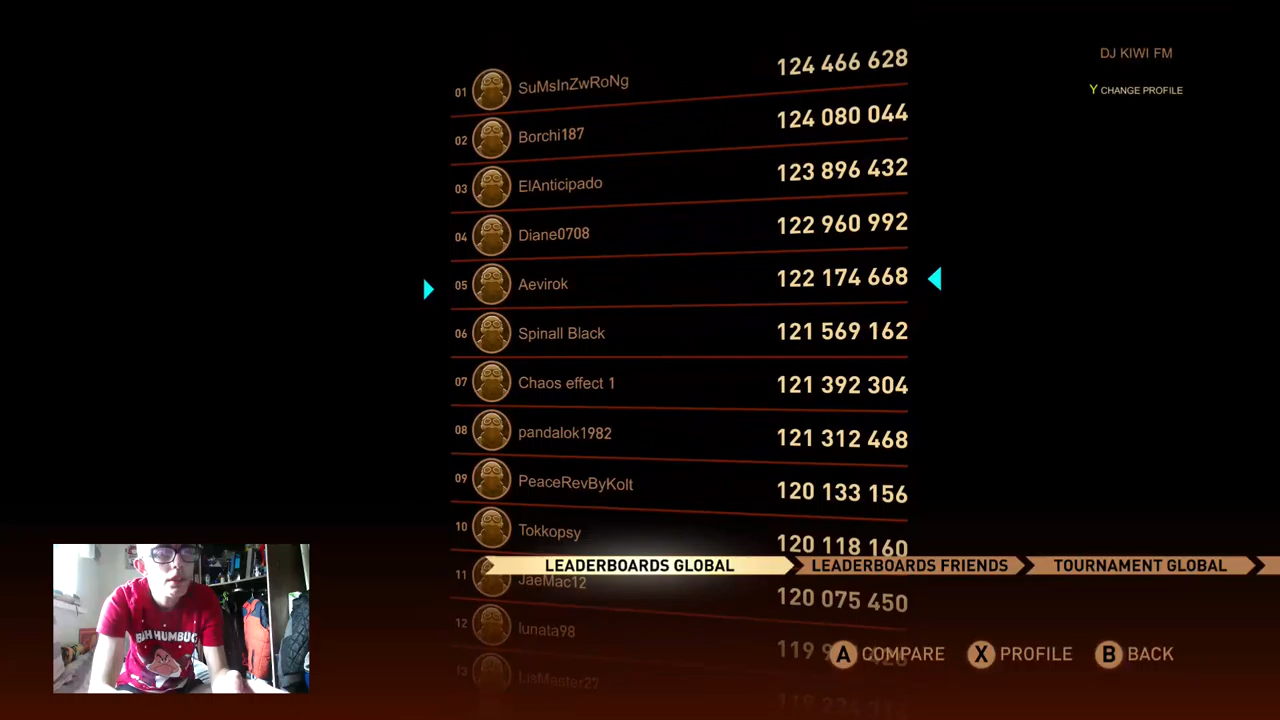 DJ KIWI FM
Y CHANGE PROFILE
01 SuMsInZwRoNg 124 466 628
02 Borchi187 124 080 044
03 ElAnticipado 123 896 432
04 Diane0708 122 960 992
05 Aevirok 122 174 668
06 Spinall Black 121 569 162
07 Chaos effect 1 121 392 304
08 pandalok1982 121 312 468
09 PeaceRevByKolt 120 133 156
10 Tokkopsy 120 118 160
LEADERBOARDS GLOBAL LEADERBOARDS FRIENDS TOURNAMENT GLOBAL
11 JaeMac12 120 075 450
12 lunata98
A COMPARE X PROFILE B BACK
13 LisMaster27
BAH HUMBUG